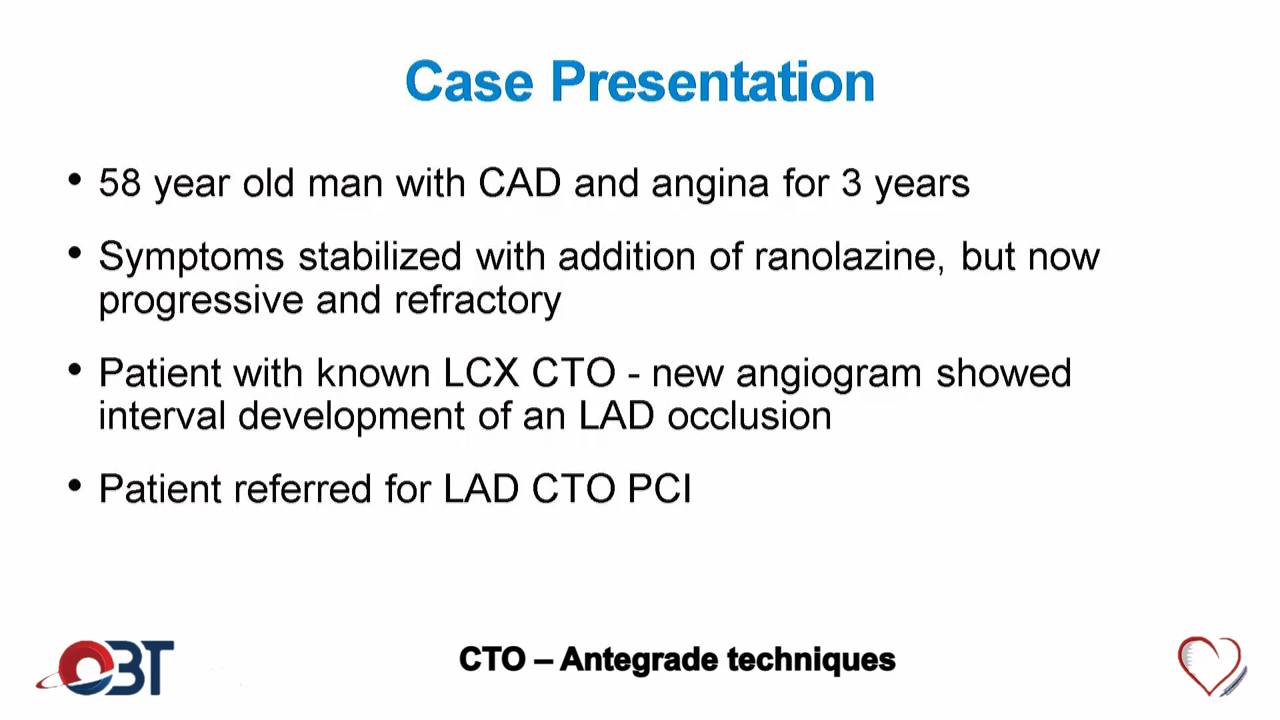 Case Presentation
• 58 year old man with CAD and angina for 3 years
• Symptoms stabilized with addition of ranolazine, but now
progressive and refractory
• Patient with known LCX CTO - new angiogram showed
interval development of an LAD occlusion
• Patient referred for LAD CTO PCI
OBT
CTO – Antegrade techniques